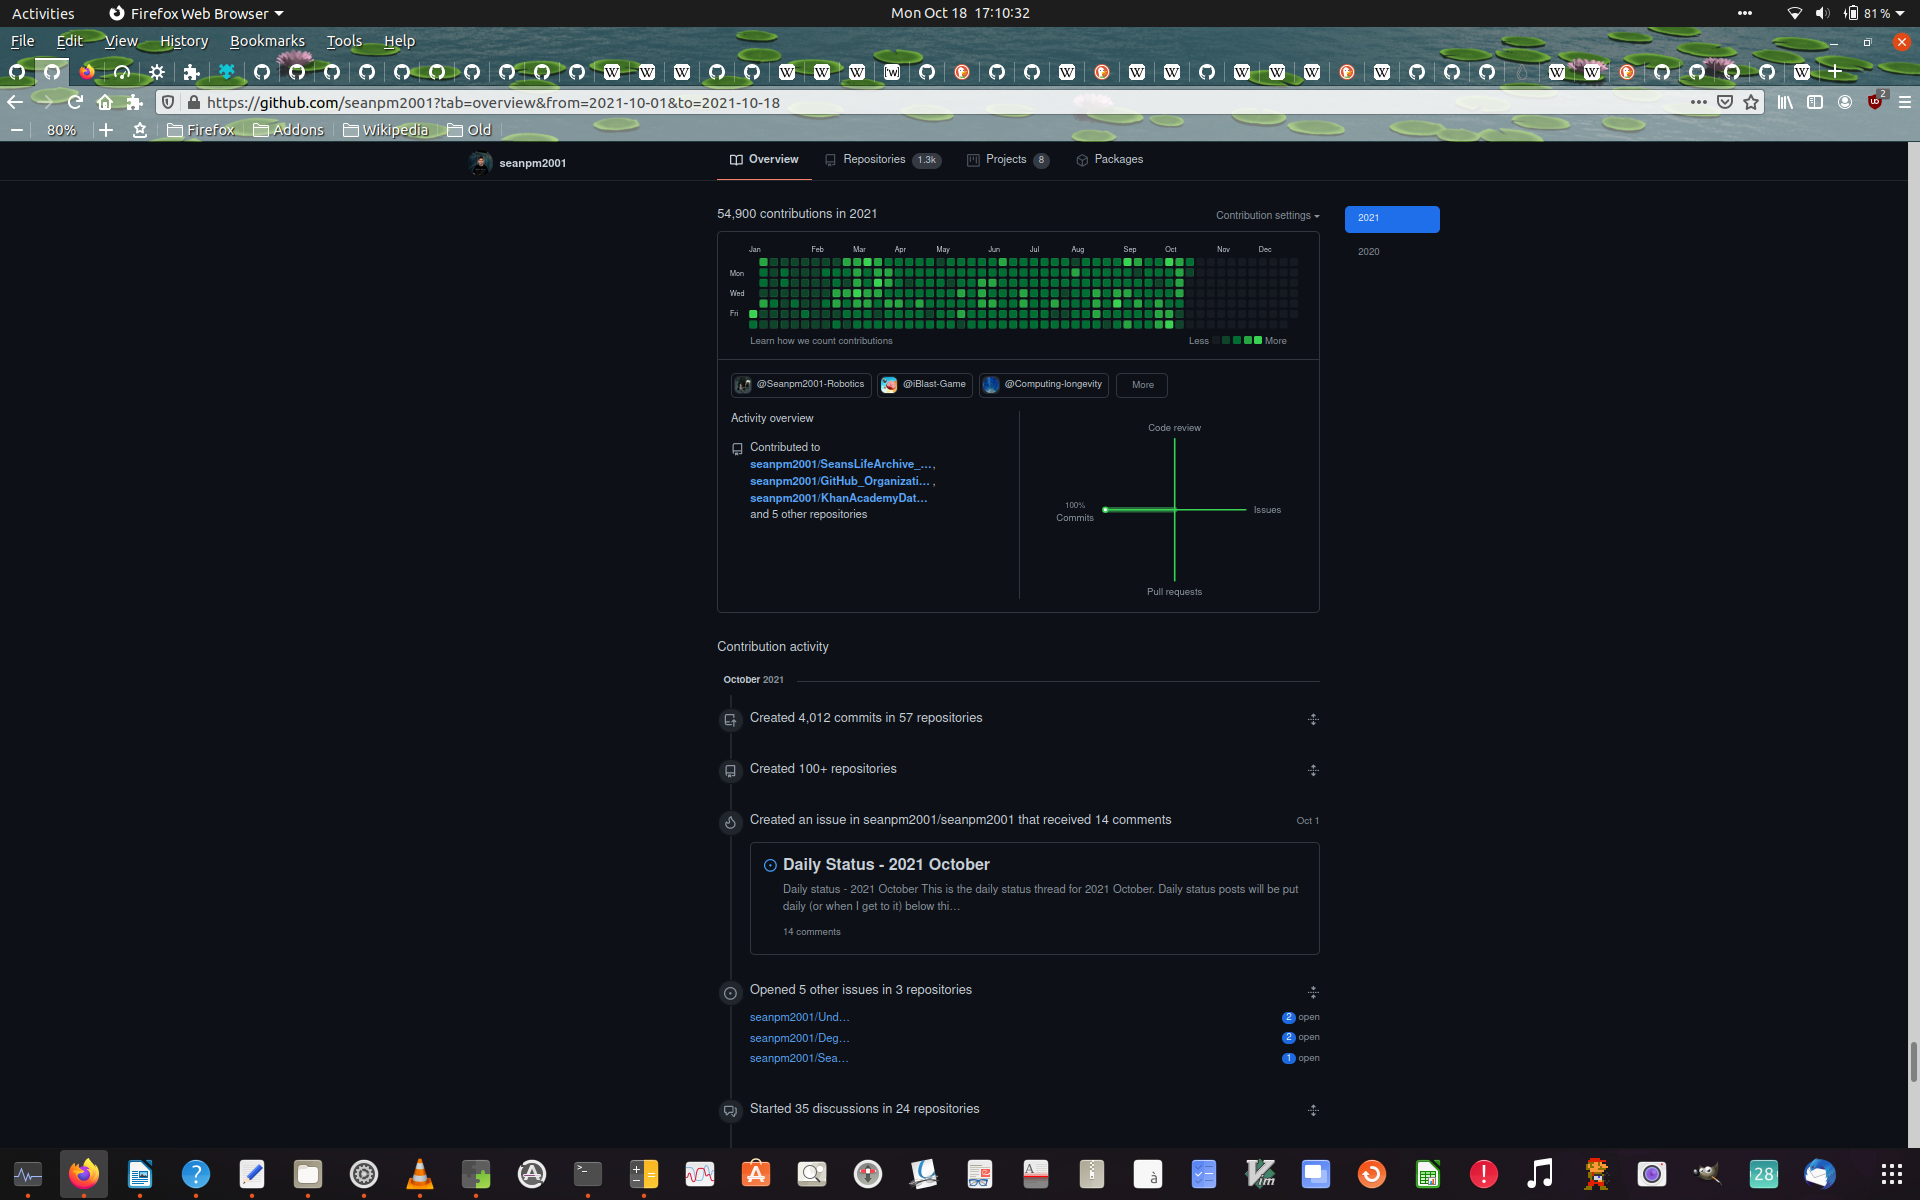 Activities
Firefox Web Browser
Mon Oct 18 17:10:32
81 %
File Edit View History Bookmarks Tools Help
https://github.com/seanpm2001?tab=overview&from=2021-10-01&to=2021-10-18
2
80%
Firefox
Addons
Wikipedia
Old
seanpm2001
Overview
Repositories 1.3k
Projects 8
Packages
54,900 contributions in 2021
Contribution settings
2021
2020
Jan Feb Mar Apr May Jun Jul Aug Sep Oct Nov Dec
Mon
Wed
Fri
Learn how we count contributions
Less
More
@Seanpm2001-Robotics
@iBlast-Game
@Computing-longevity
More
Activity overview
Contributed to
seanpm2001/SeansLifeArchive_…,
seanpm2001/GitHub_Organizati… ,
seanpm2001/KhanAcademyDat…
and 5 other repositories
Code review
100%
Commits
Issues
Pull requests
Contribution activity
October 2021
Created 4,012 commits in 57 repositories
Created 100+ repositories
Created an issue in seanpm2001/seanpm2001 that received 14 comments
Oct 1
Daily Status - 2021 October
Daily status - 2021 October This is the daily status thread for 2021 October. Daily status posts will be put
daily (or when I get to it) below thi…
14 comments
Opened 5 other issues in 3 repositories
seanpm2001/Und…
2 open
seanpm2001/Deg…
2 open
seanpm2001/Sea…
1 open
Started 35 discussions in 24 repositories
28